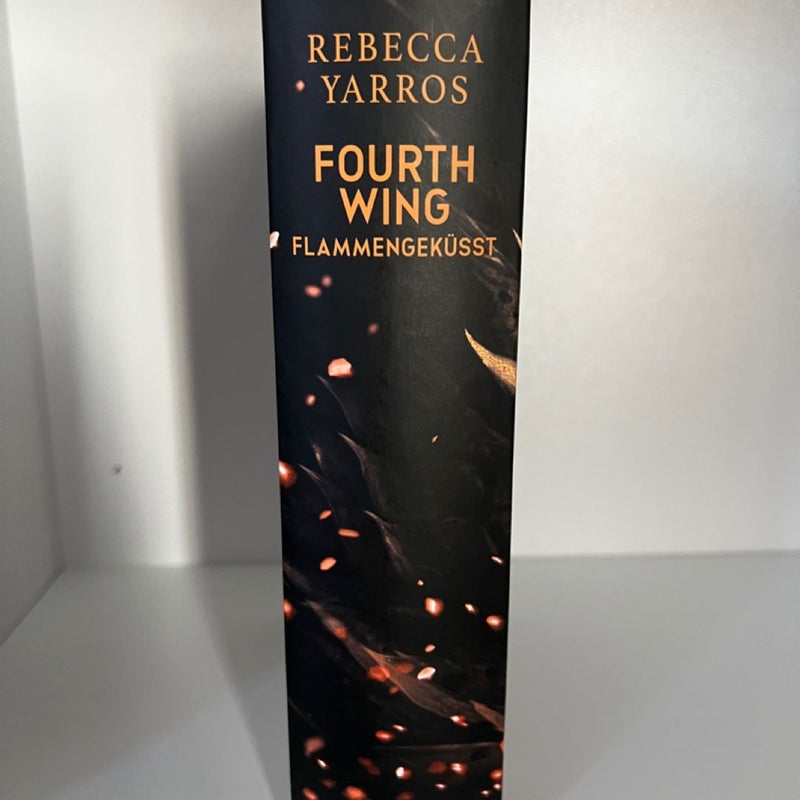 REBECCA
YARROS
FOURTH
WING
FLAMMENGEKÜSST